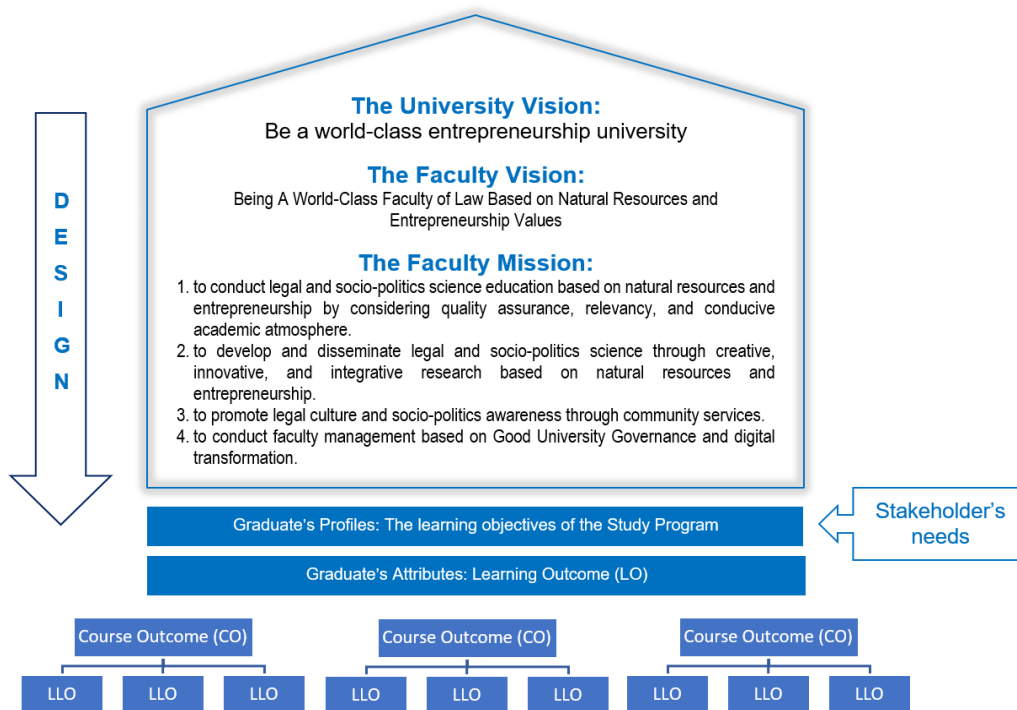 The University Vision:
Be a world-class entrepreneurship university
The Faculty Vision:
Being A World-Class Faculty of Law Based on Natural Resources and
Entrepreneurship Values
The Faculty Mission:
1. to conduct legal and socio-politics science education based on natural resources and
entrepreneurship by considering quality assurance, relevancy, and conducive
academic atmosphere.
2. to develop and disseminate legal and socio-politics science through creative,
innovative, and integrative research based on natural resources and
entrepreneurship.
3. to promote legal culture and socio-politics awareness through community services.
4. to conduct faculty management based on Good University Governance and digital
transformation.
D
E
S
I
G
N
Graduate's Profiles: The learning objectives of the Study Program
Stakeholder's
needs
Graduate's Attributes: Learning Outcome (LO)
Course Outcome (CO)
Course Outcome (CO)
Course Outcome (CO)
LLO
LLO
LLO
LLO
LLO
LLO
LLO
LLO
LLO